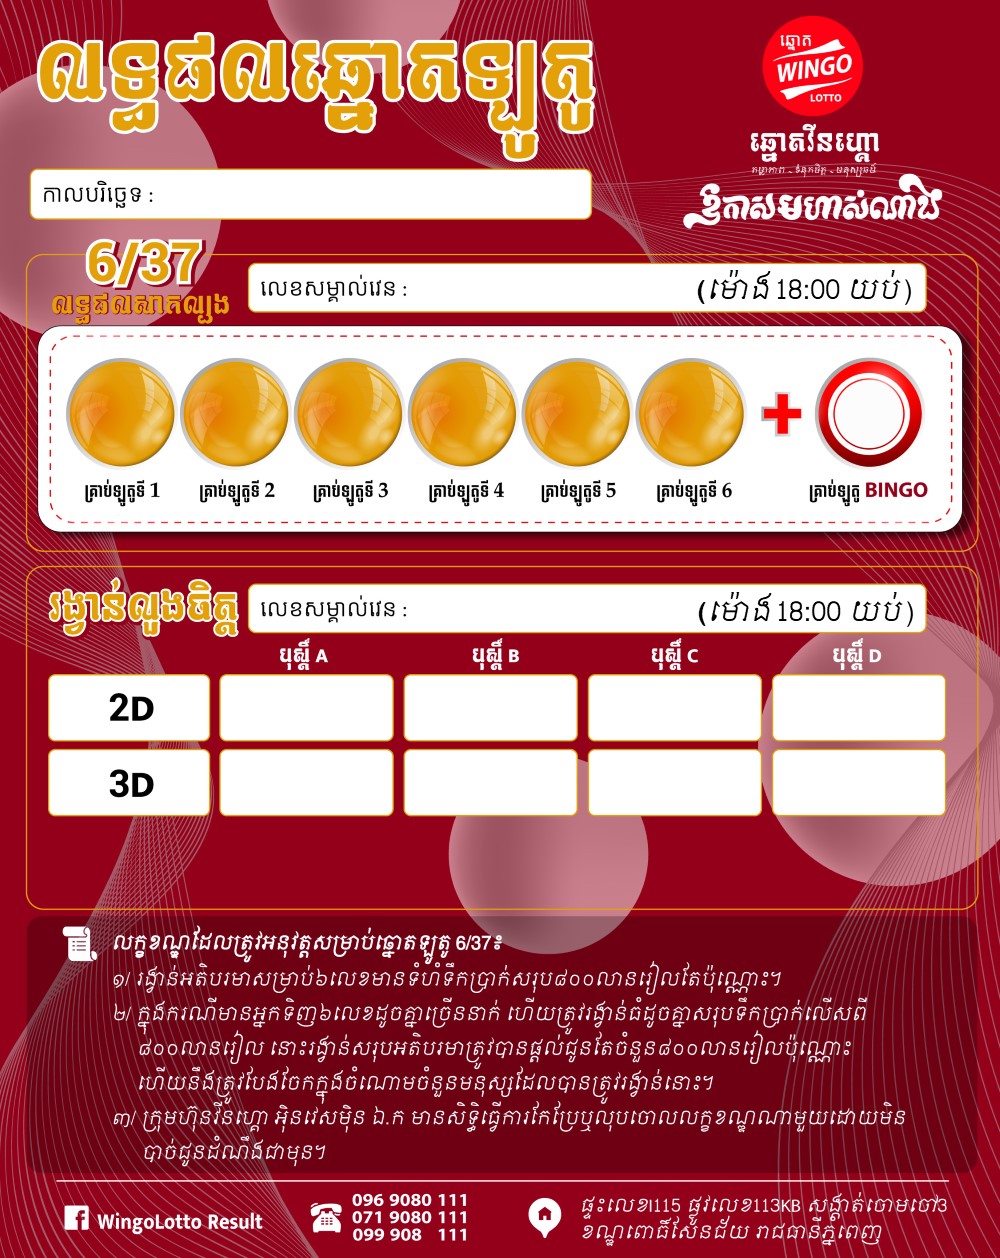 លទ្ធផលឆ្នោតឡូតូ
ឆ្នោត
WINGO
LOTTO
ឆ្នោតវីនហ្គោ
តម្លាភាព - ទំនុកចិត្ត - មនុស្សធម៌
ឱកាសមហាសំណាង
កាលបរិច្ឆេទ :
6/37
លទ្ធផលសាកល្បង
លេខសម្គាល់វេន :
(ម៉ោង 18:00 យប់)
+
គ្រាប់ឡូតូទី 1
គ្រាប់ឡូតូទី 2
គ្រាប់ឡូតូទី 3
គ្រាប់ឡូតូទី 4
គ្រាប់ឡូតូទី 5
គ្រាប់ឡូតូទី 6
គ្រាប់ឡូតូ BINGO
រង្វាន់លួងចិត្ត
លេខសម្គាល់វេន :
(ម៉ោង 18:00 យប់)
បុស្តិ៍ A
បុស្តិ៍ B
បុស្តិ៍ C
បុស្តិ៍ D
2D
3D
លក្ខខណ្ឌដែលត្រូវអនុវត្តសម្រាប់ឆ្នោតឡូតូ 6/37៖
១/ រង្វាន់អតិបរមាសម្រាប់៦លេខមានទំហំទឹកប្រាក់សរុប៨០០លានរៀលតែប៉ុណ្ណោះ។
២/ ក្នុងករណីមានអ្នកទិញ៦លេខដូចគ្នាច្រើននាក់ ហើយត្រូវរង្វាន់ធំដូចគ្នាសរុបទឹកប្រាក់លើសពី
៨០០លានរៀល នោះរង្វាន់សរុបអតិបរមាត្រូវបានផ្តល់ជូនតែចំនួន៨០០លានរៀលប៉ុណ្ណោះ
ហើយនឹងត្រូវបែងចែកក្នុងចំណោមចំនួនមនុស្សដែលបានត្រូវរង្វាន់នោះ។
៣/ ក្រុមហ៊ុនវីនហ្គោ អ៊ិនវេសម៉ិន ឯ.ក មានសិទ្ធិធ្វើការកែប្រែឬលុបចោលលក្ខខណ្ឌណាមួយដោយមិន
បាច់ជូនដំណឹងជាមុន។
WingoLotto Result
096 9080 111
071 9080 111
099 908 111
ផ្ទះលេខI115 ផ្លូវលេខ113KB សង្កាត់ចោមចៅ3
ខណ្ឌពោធិ៍សែនជ័យ រាជធានីភ្នំពេញ